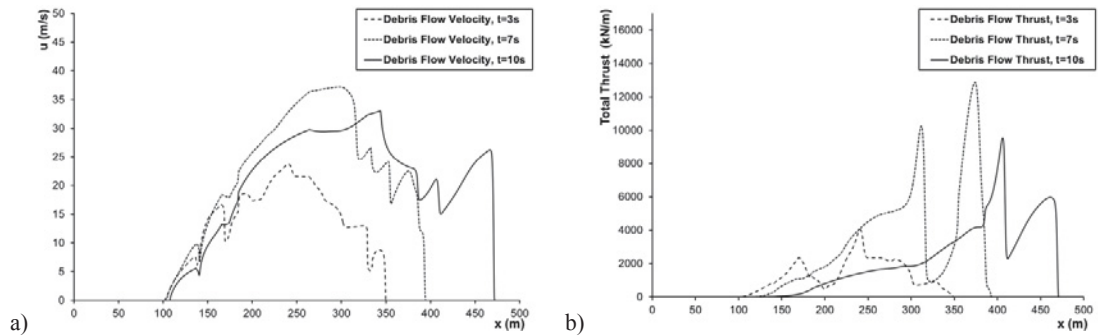 u (m/s)
50
45
40
35
30
25
20
15
10
5
0
Debris Flow Velocity, t=3s
Debris Flow Velocity, t=7s
Debris Flow Velocity, t=10s
0 50 100 150 200 250 300 350 400 450 500
x (m)
a)
Total Thrust (kN/m)
16000
14000
12000
10000
8000
6000
4000
2000
0
Debris Flow Thrust, t=3s
Debris Flow Thrust, t=7s
Debris Flow Thrust, t=10s
0 50 100 150 200 250 300 350 400 450 500
x (m)
b)